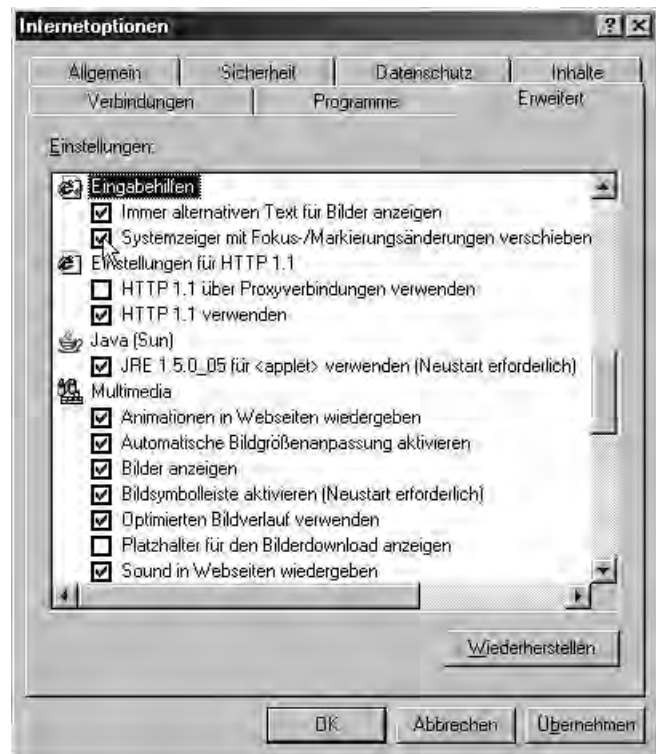 Internetoptionen
Allgemein Sicherheit Datenschutz Inhalte
Verbindungen Programme Erweitert
Einstellungen:
Eingabehilfen
Immer alternativen Text für Bilder anzeigen
Systemzeiger mit Fokus-/Markierungsänderungen verschieben
Einstellungen für HTTP 1.1
HTTP 1.1 über Proxyverbindungen verwenden
HTTP 1.1 verwenden
Java (Sun)
JRE 1.5.0_05 für <applet> verwenden (Neustart erforderlich)
Multimedia
Animationen in Webseiten wiedergeben
Automatische Bildgrößenanpassung aktivieren
Bilder anzeigen
Bildsymbolleiste aktivieren (Neustart erforderlich)
Optimierten Bildverlauf verwenden
Platzhalter für den Bilderdownload anzeigen
Sound in Webseiten wiedergeben
Wiederherstellen
OK Abbrechen Übernehmen